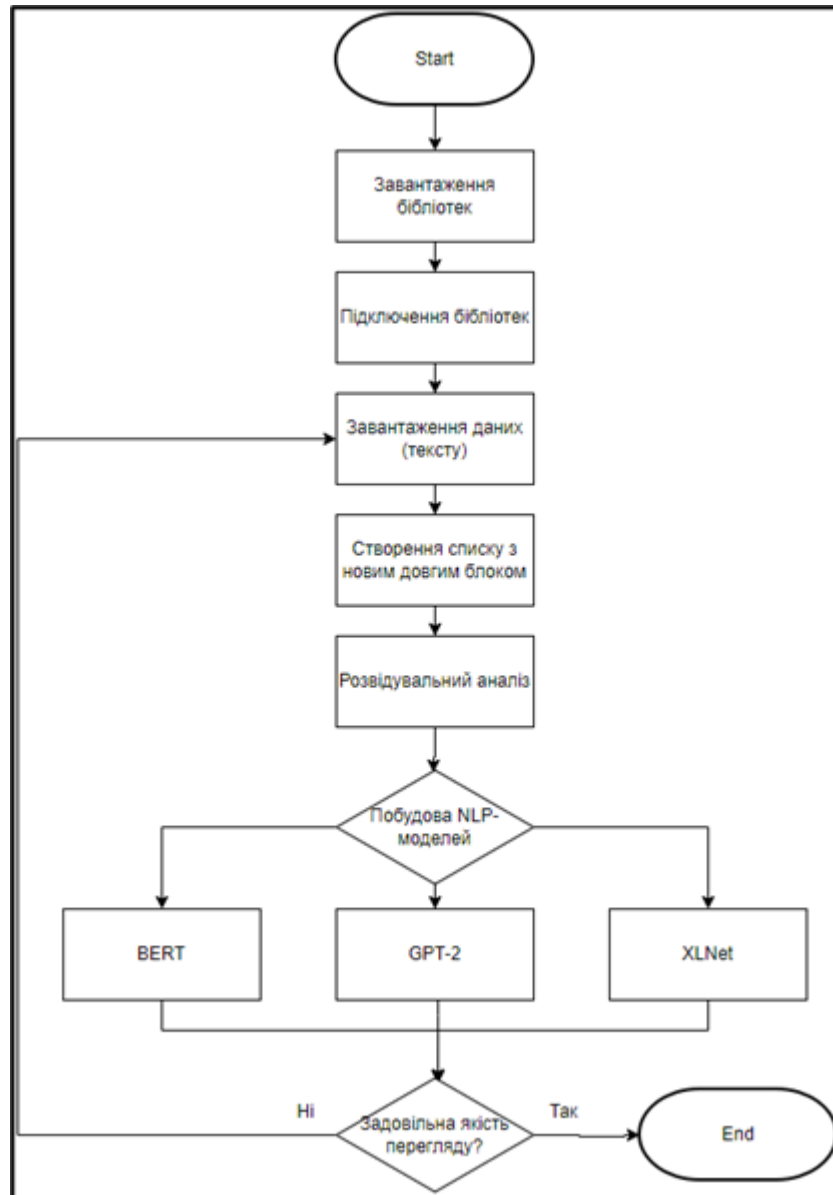 Start
Завантаження
бібліотек
Підключення бібліотек
Завантаження даних
(тексту)
Створення списку з
новим довгим блоком
Розвідувальний аналіз
Побудова NLP-
моделей
BERT
GPT-2
XLNet
Ні
Задовільна якість
перегляду?
Так
End